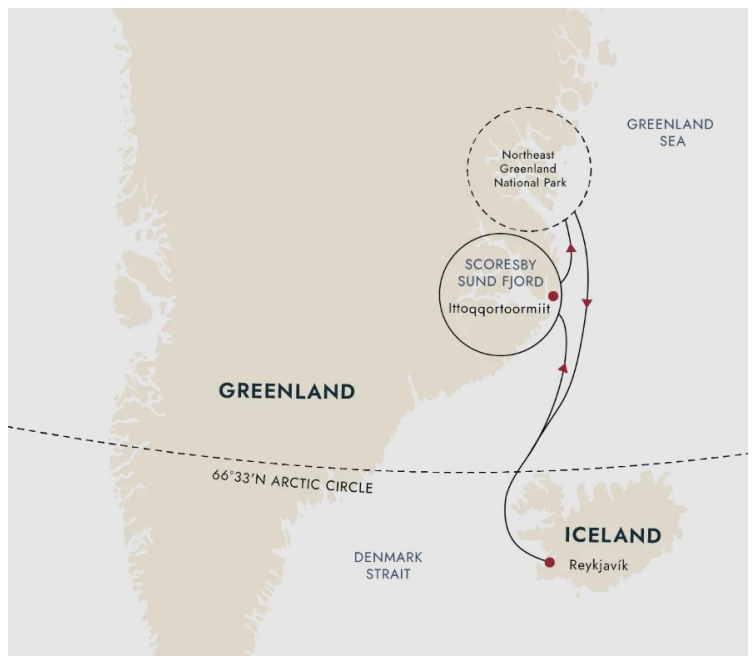 GREENLAND
SEA
Northeast
Greenland
National Park
SCORESBY
SUND FJORD
Ittoqqortoormiit
GREENLAND
66°33'N ARCTIC CIRCLE
ICELAND
DENMARK
STRAIT
Reykjavík